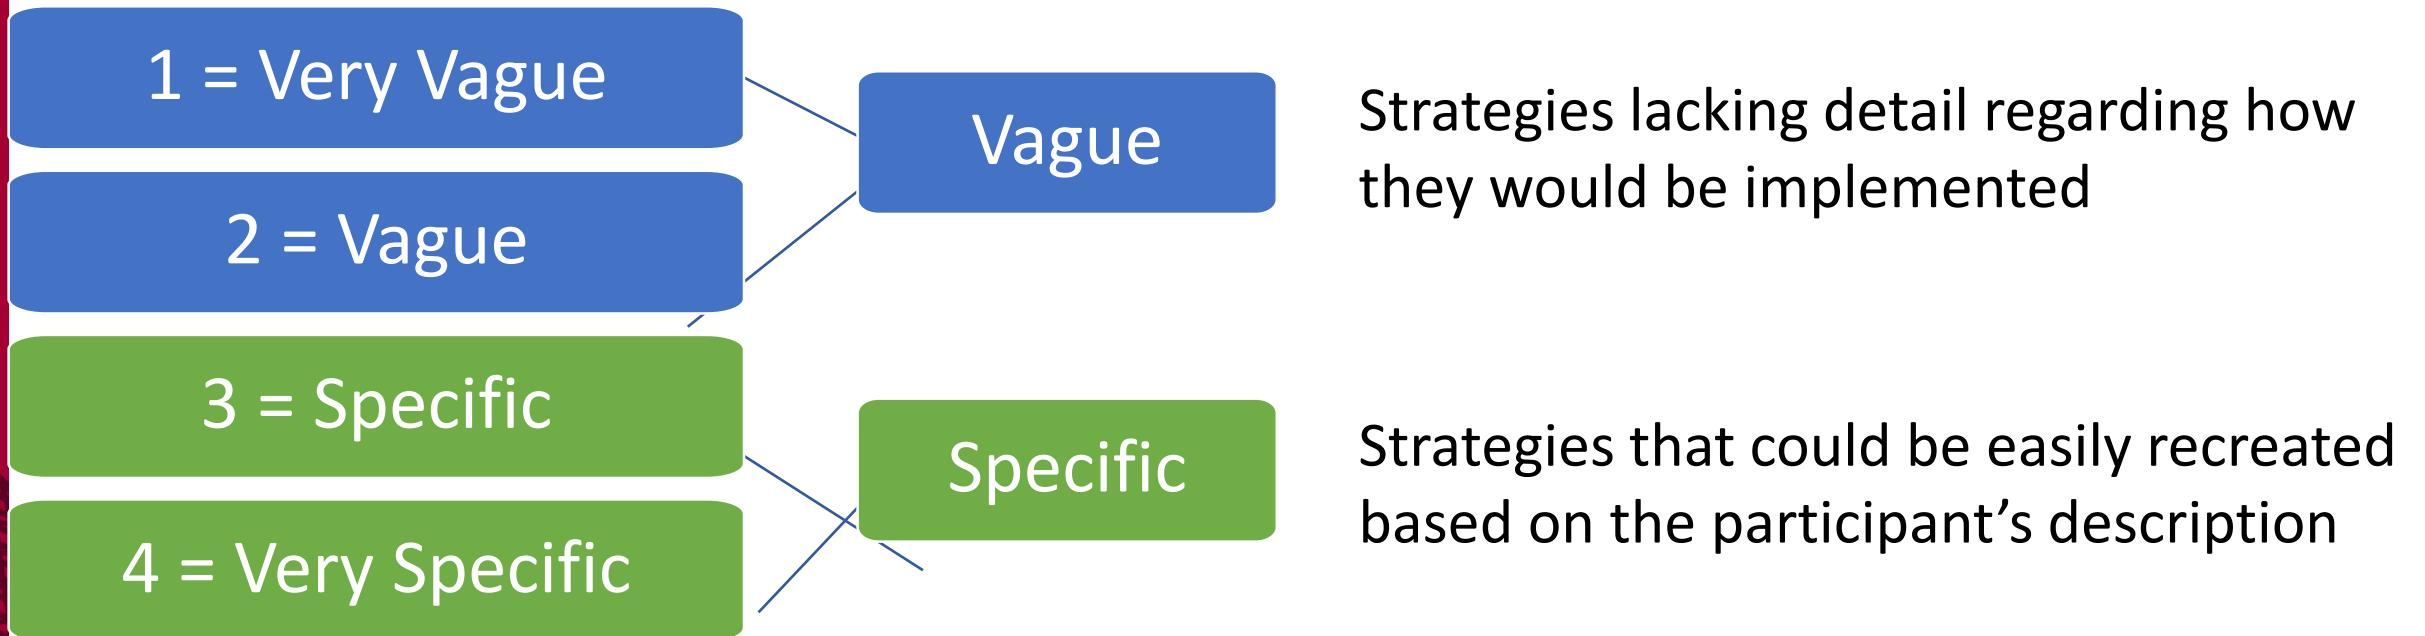 1 = Very Vague
2 = Vague
3 = Specific
4 = Very Specific
Vague
Specific
Strategies lacking detail regarding how
they would be implemented
Strategies that could be easily recreated
based on the participant’s description